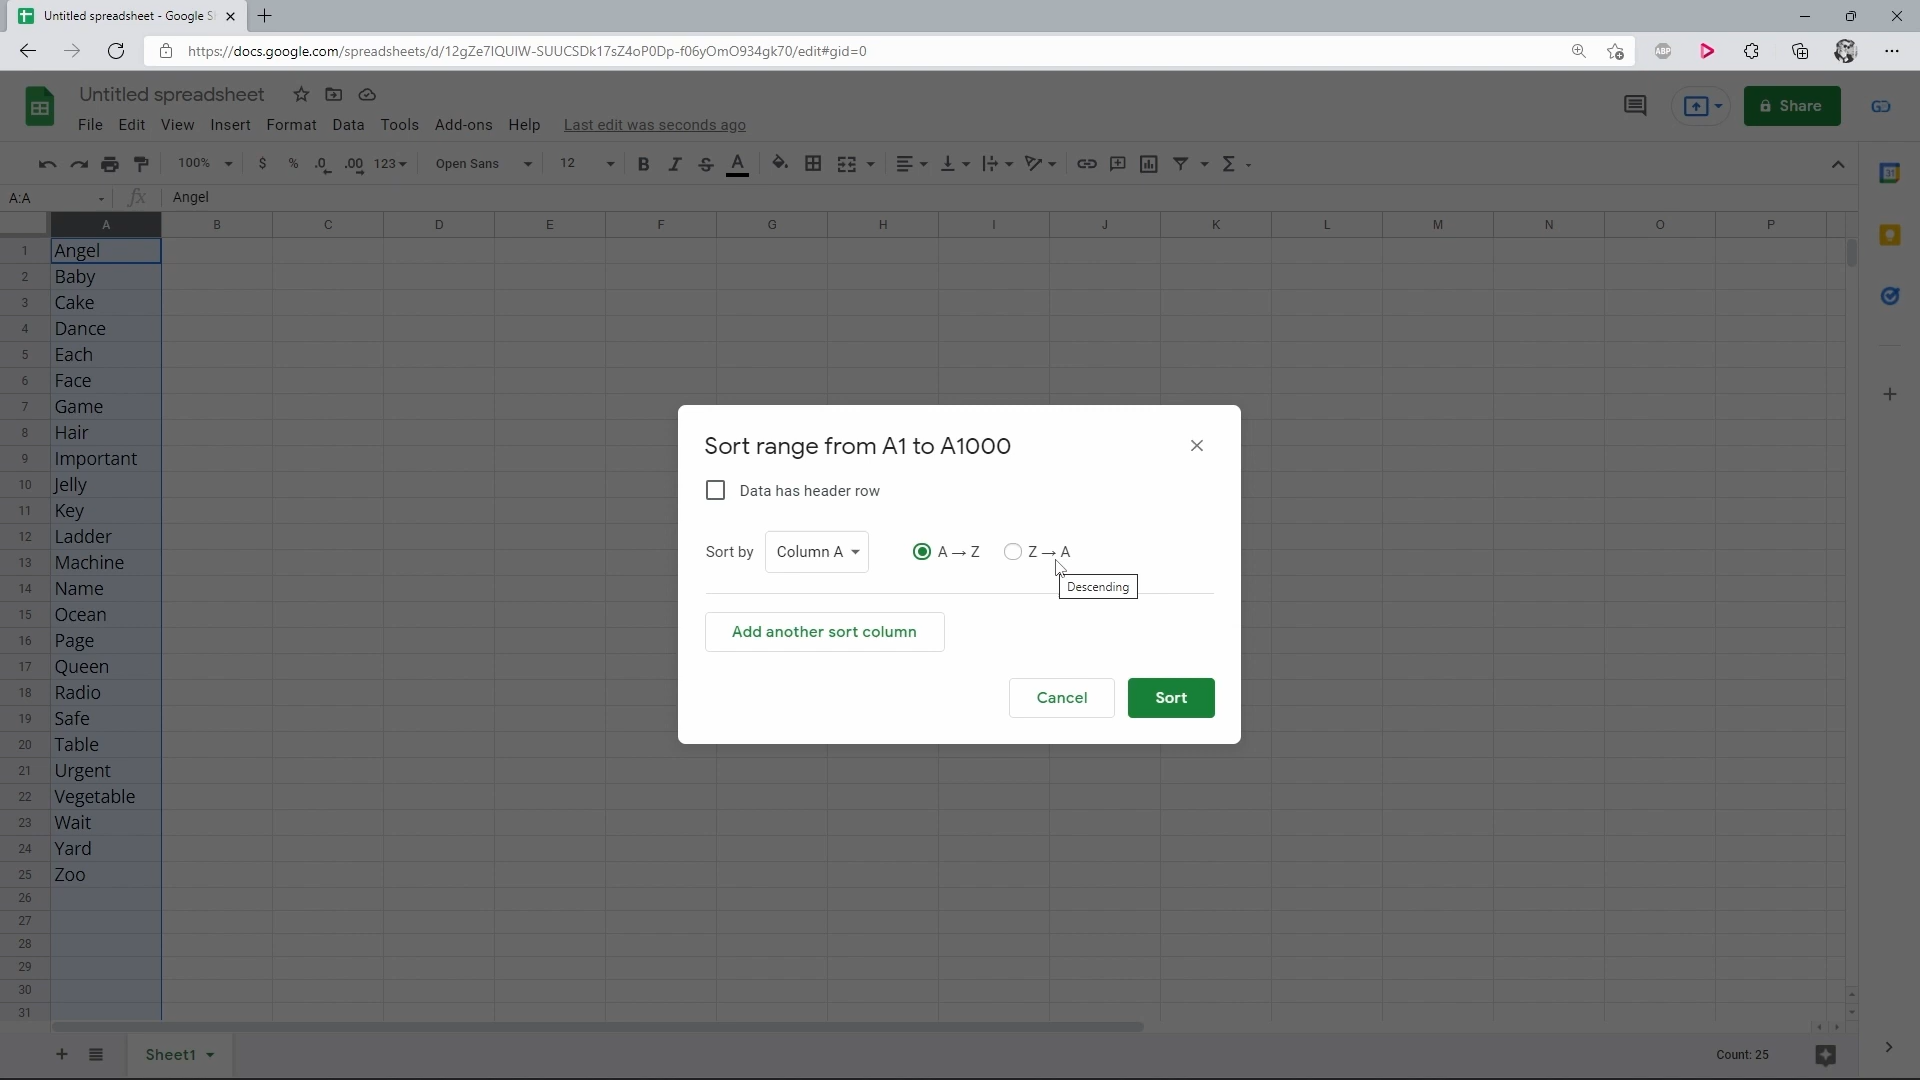 Untitled spreadsheet - Google S
https://docs.google.com/spreadsheets/d/12gZe7lQUlW-SUUCSDk17sZ4oP0Dp-f06yOmO934gk70/edit#gid=0
ABP
Untitled spreadsheet
File Edit View Insert Format Data Tools Add-ons Help Last edit was seconds ago
Share
100% $ % .0 .00 123 Open Sans 12 B I S A Σ
31
A:A fx Angel
A B C D E F G H I J K L M N O P
1 Angel
2 Baby
3 Cake
4 Dance
5 Each
6 Face
7 Game
8 Hair
9 Important
10 Jelly
11 Key
12 Ladder
13 Machine
14 Name
15 Ocean
16 Page
17 Queen
18 Radio
19 Safe
20 Table
21 Urgent
22 Vegetable
23 Wait
24 Yard
25 Zoo
26
27
28
29
30
31
Sort range from A1 to A1000
Data has header row
Sort by Column A A → Z Z → A
Descending
Add another sort column
Cancel Sort
Sheet1 Count: 25